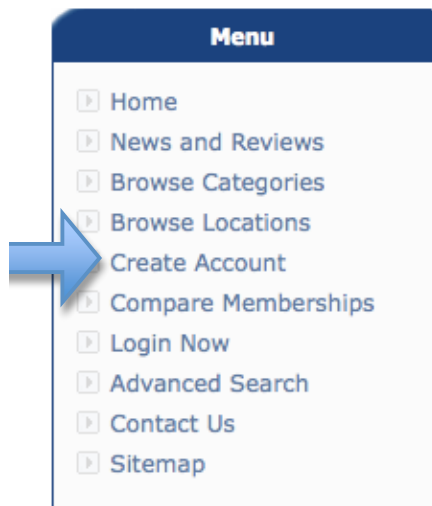 Menu
Home
News and Reviews
Browse Categories
Browse Locations
Create Account
Compare Memberships
Login Now
Advanced Search
Contact Us
Sitemap